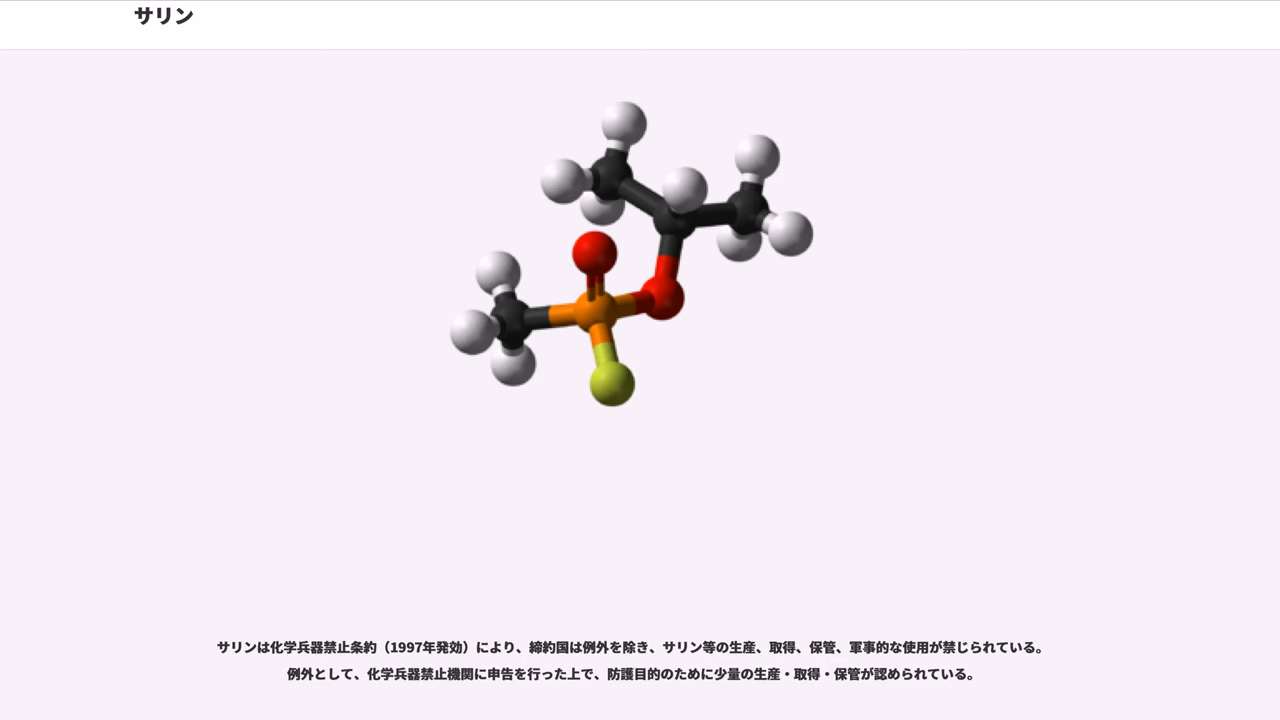 サリン
サリンは化学兵器禁止条約（1997年発効）により、締約国は例外を除き、サリン等の生産、取得、保管、軍事的な使用が禁じられている。
例外として、化学兵器禁止機関に申告を行った上で、防護目的のために少量の生産・取得・保管が認められている。